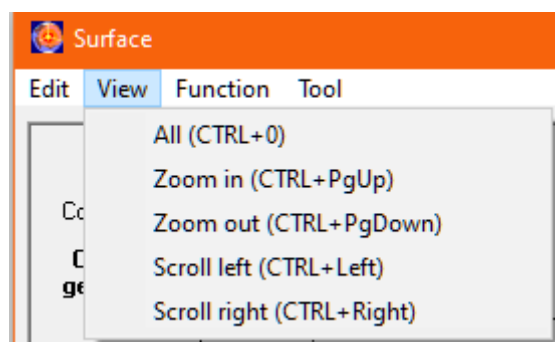 Surface
Edit View Function Tool
All (CTRL+0)
Zoom in (CTRL+PgUp)
Zoom out (CTRL+PgDown)
Scroll left (CTRL+Left)
Scroll right (CTRL+Right)